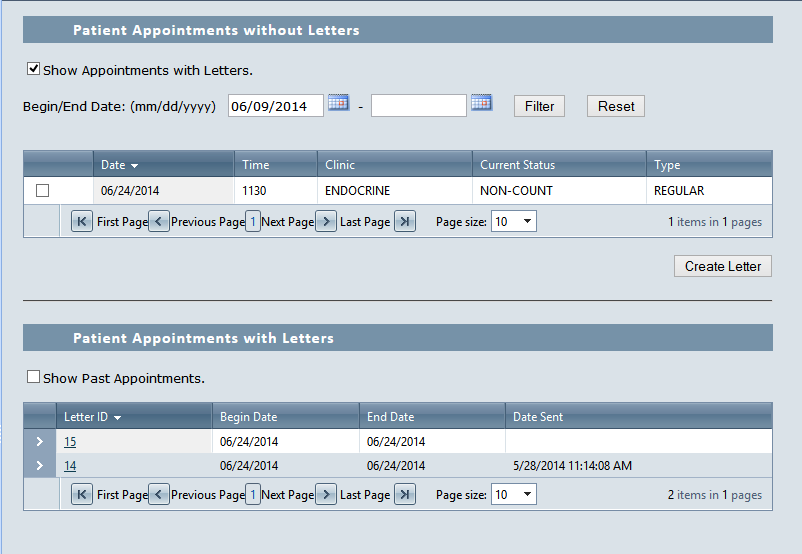 Patient Appointments without Letters
Show Appointments with Letters.
Begin/End Date: (mm/dd/yyyy) 06/09/2014 - Filter Reset
Date Time Clinic Current Status Type
06/24/2014 1130 ENDOCRINE NON-COUNT REGULAR
First Page Previous Page 1 Next Page Last Page Page size: 10 1 items in 1 pages
Create Letter
Patient Appointments with Letters
Show Past Appointments.
Letter ID Begin Date End Date Date Sent
15 06/24/2014 06/24/2014
14 06/24/2014 06/24/2014 5/28/2014 11:14:08 AM
First Page Previous Page 1 Next Page Last Page Page size: 10 2 items in 1 pages